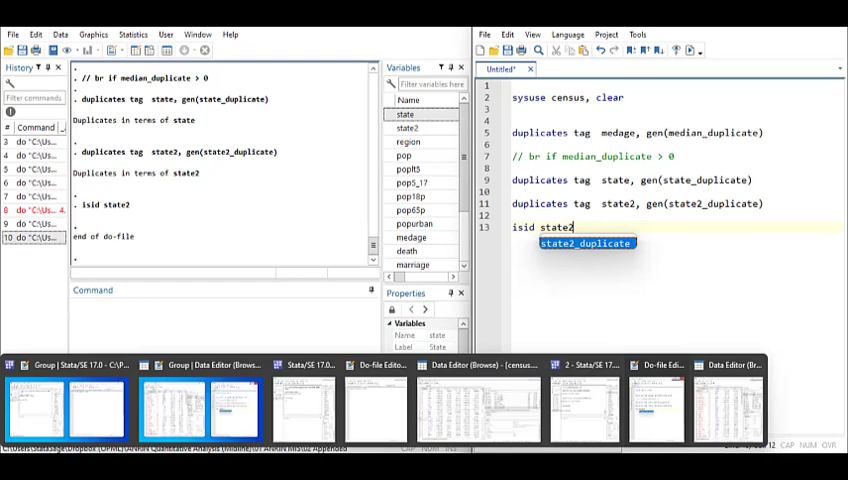 File Edit Data Graphics Statistics User Window Help
History
Filter commands
# Command
3 do "C:\Us...
4 do "C:\Us...
5 do "C:\Us...
6 do "C:\Us...
7 do "C:\Us...
8 do "C:\Us... 4.
9 do "C:\Us...
10 do "C:\Us...
.
. // br if median_duplicate > 0
.
. duplicates tag  state, gen(state_duplicate)
Duplicates in terms of state
.
. duplicates tag  state2, gen(state2_duplicate)
Duplicates in terms of state2
.
. isid state2
.
end of do-file
.
Command
Variables
Filter variables here
Name
state
state2
region
pop
poplt5
pop5_17
pop18p
pop65p
popurban
medage
death
marriage
Properties
Variables
Name state
Label State
File Edit View Language Project Tools
Untitled*
1
2 sysuse census, clear
3
4
5 duplicates tag  medage, gen(median_duplicate)
6
7 // br if median_duplicate > 0
8
9 duplicates tag  state, gen(state_duplicate)
10
11 duplicates tag  state2, gen(state2_duplicate)
12
13 isid state2
state2_duplicate
Group | Stata/SE 17.0 - C:\P...
Group | Data Editor (Brows...
Stata/SE 17.0...
Do-file Edito...
Data Editor (Browse) - [census...
2 - Stata/SE 17...
Do-file Edi...
Data Editor (Br...
CAP NUM OVR